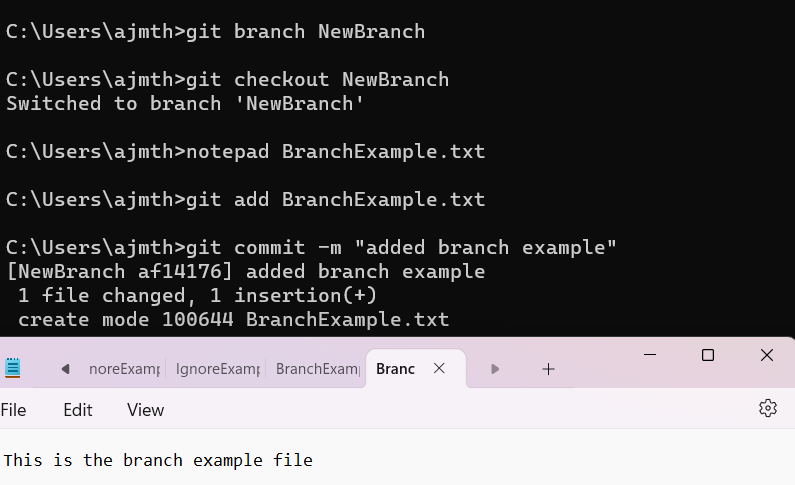 C:\Users\ajmth>git branch NewBranch
C:\Users\ajmth>git checkout NewBranch
Switched to branch 'NewBranch'
C:\Users\ajmth>notepad BranchExample.txt
C:\Users\ajmth>git add BranchExample.txt
C:\Users\ajmth>git commit -m "added branch example"
[NewBranch af14176] added branch example
 1 file changed, 1 insertion(+)
 create mode 100644 BranchExample.txt
noreExamp IgnoreExamp BranchExam Branc
File Edit View
This is the branch example file